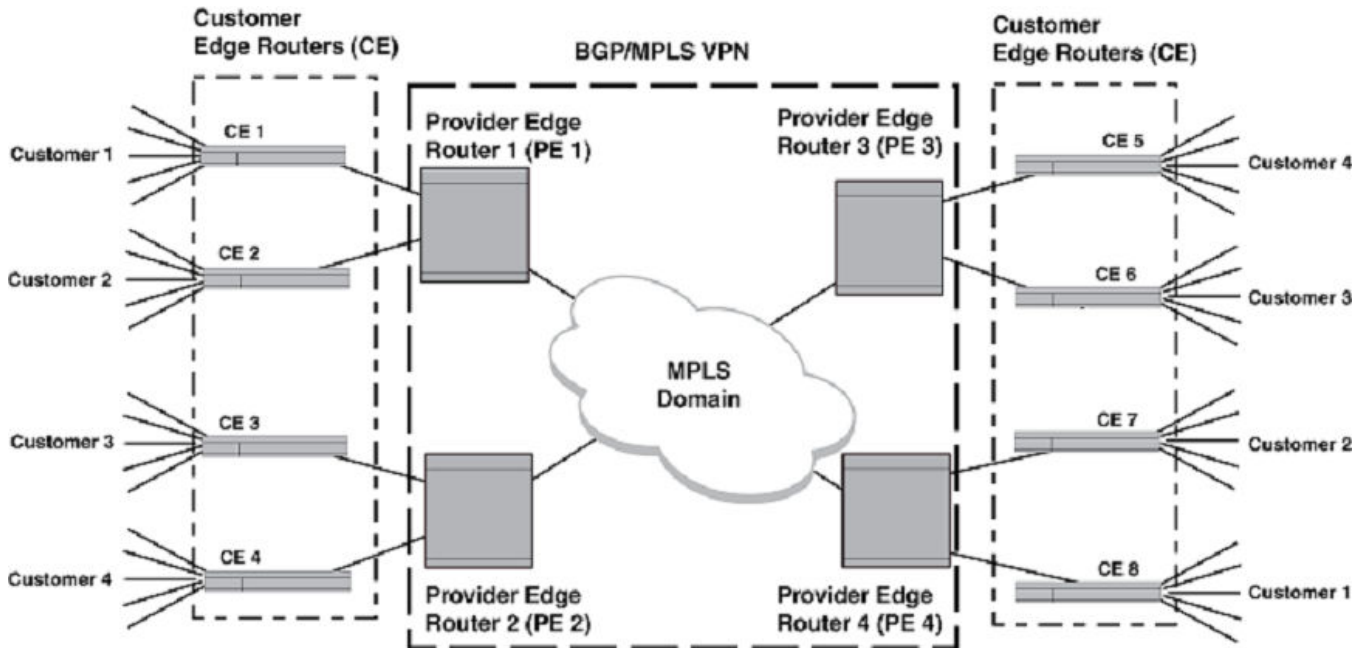 Customer
Edge Routers (CE)
BGP/MPLS VPN
Customer
Edge Routers (CE)
CE 1
Customer 1
CE 2
Customer 2
CE 3
Customer 3
CE 4
Customer 4
Provider Edge
Router 1 (PE 1)
Provider Edge
Router 3 (PE 3)
MPLS
Domain
Provider Edge
Router 2 (PE 2)
Provider Edge
Router 4 (PE 4)
CE 5
Customer 4
CE 6
Customer 3
CE 7
Customer 2
CE 8
Customer 1